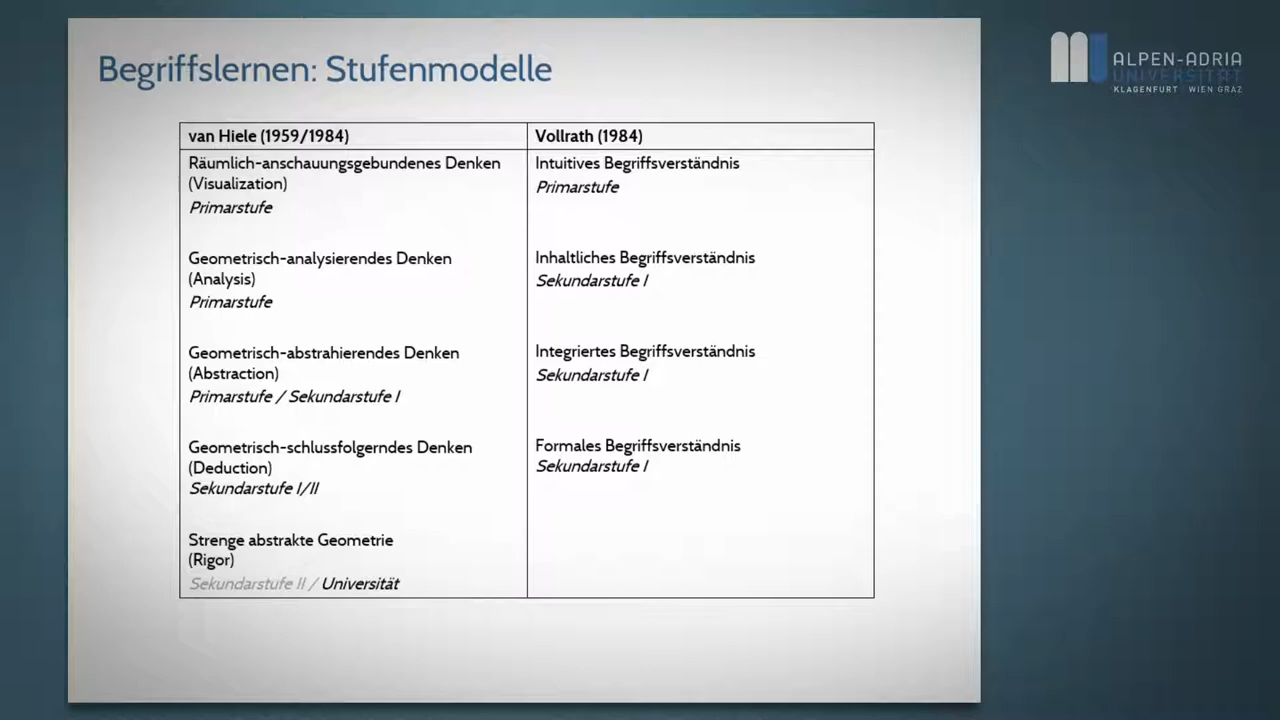 Begriffslernen: Stufenmodelle
ALPEN-ADRIA
UNIVERSITÄT
KLAGENFURT WIEN GRAZ
van Hiele (1959/1984)
Vollrath (1984)
Räumlich-anschauungsgebundenes Denken
(Visualization)
Primarstufe
Intuitives Begriffsverständnis
Primarstufe
Geometrisch-analysierendes Denken
(Analysis)
Primarstufe
Inhaltliches Begriffsverständnis
Sekundarstufe I
Geometrisch-abstrahierendes Denken
(Abstraction)
Primarstufe / Sekundarstufe I
Integriertes Begriffsverständnis
Sekundarstufe I
Geometrisch-schlussfolgerndes Denken
(Deduction)
Sekundarstufe I/II
Formales Begriffsverständnis
Sekundarstufe I
Strenge abstrakte Geometrie
(Rigor)
Sekundarstufe II / Universität